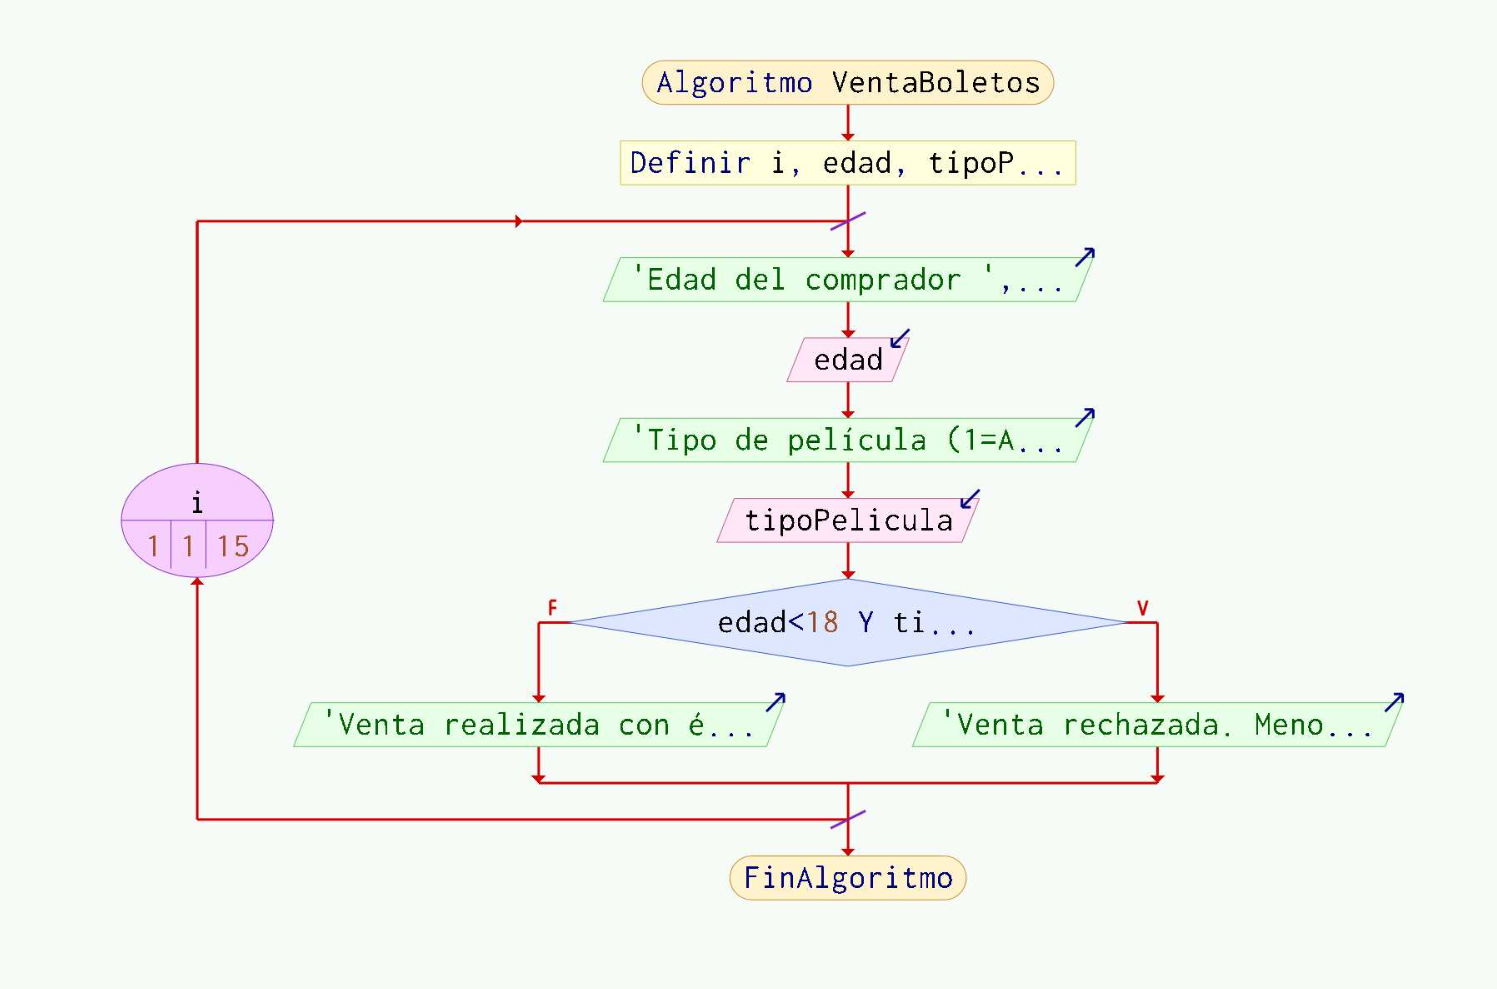 Algoritmo VentaBoletos
Definir i, edad, tipoP...
'Edad del comprador ',...
edad
'Tipo de película (1=A...
tipoPelicula
i
1 1 15
F
V
edad<18 Y ti...
'Venta realizada con é...
'Venta rechazada. Meno...
FinAlgoritmo